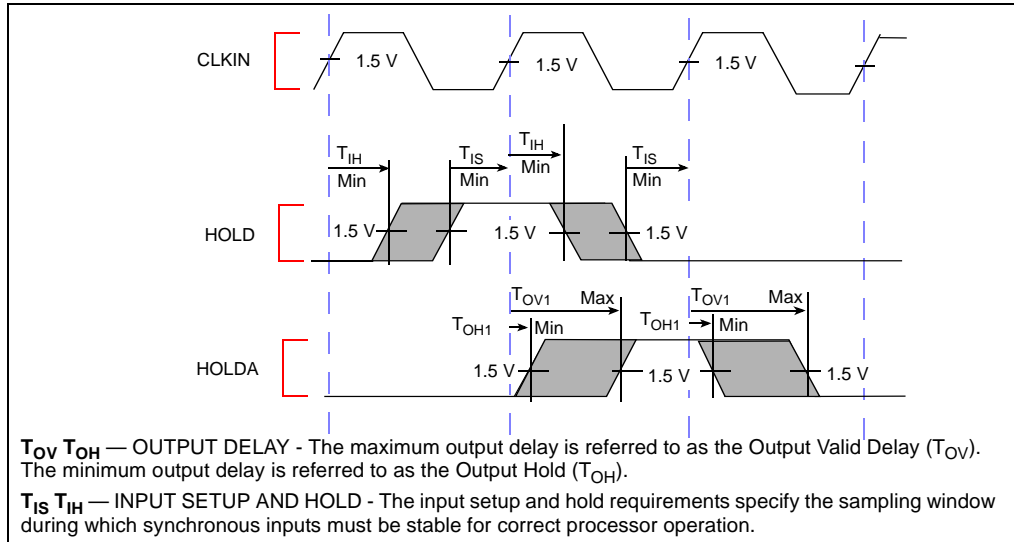 CLKIN
1.5 V 1.5 V 1.5 V
T_IH T_IS T_IH T_IS
Min Min Min Min
HOLD
1.5 V 1.5 V 1.5 V
T_OV1 Max T_OV1 Max
T_OH1 Min T_OH1 Min
HOLDA
1.5 V 1.5 V 1.5 V
T_OV T_OH — OUTPUT DELAY - The maximum output delay is referred to as the Output Valid Delay (T_OV).
The minimum output delay is referred to as the Output Hold (T_OH).
T_IS T_IH — INPUT SETUP AND HOLD - The input setup and hold requirements specify the sampling window
during which synchronous inputs must be stable for correct processor operation.